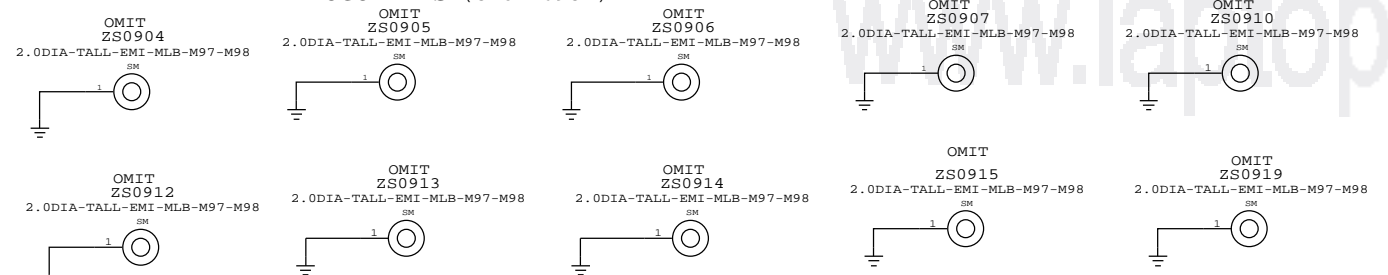 OMIT
ZS0904
2.0DIA-TALL-EMI-MLB-M97-M98
SM
1
OMIT
ZS0905
2.0DIA-TALL-EMI-MLB-M97-M98
SM
1
OMIT
ZS0906
2.0DIA-TALL-EMI-MLB-M97-M98
SM
1
OMIT
ZS0907
2.0DIA-TALL-EMI-MLB-M97-M98
SM
1
OMIT
ZS0910
2.0DIA-TALL-EMI-MLB-M97-M98
SM
1
www.laptop
OMIT
ZS0912
2.0DIA-TALL-EMI-MLB-M97-M98
SM
1
OMIT
ZS0913
2.0DIA-TALL-EMI-MLB-M97-M98
SM
1
OMIT
ZS0914
2.0DIA-TALL-EMI-MLB-M97-M98
SM
1
OMIT
ZS0915
2.0DIA-TALL-EMI-MLB-M97-M98
SM
1
OMIT
ZS0919
2.0DIA-TALL-EMI-MLB-M97-M98
SM
1